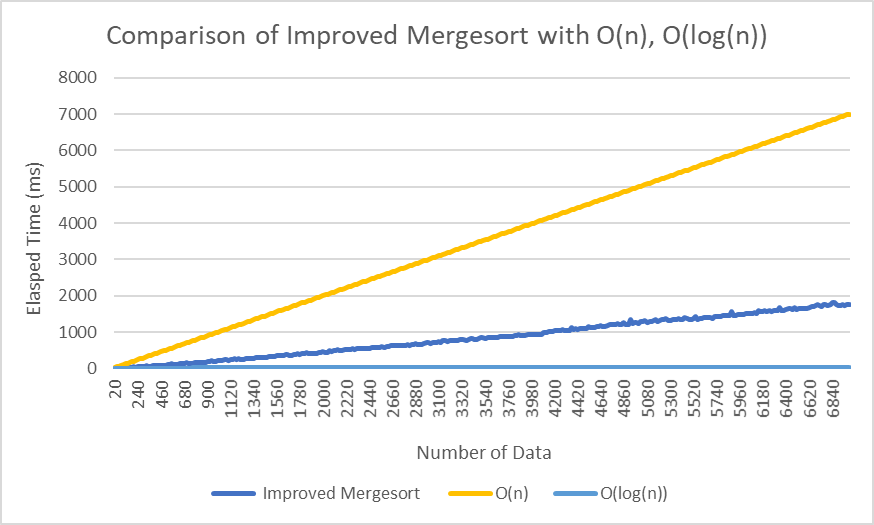 Comparison of Improved Mergesort with O(n), O(log(n))
8000
7000
6000
5000
4000
3000
2000
1000
0
Elasped Time (ms)
20 240 460 680 900 1120 1340 1560 1780 2000 2220 2440 2660 2880 3100 3320 3540 3760 3980 4200 4420 4640 4860 5080 5300 5520 5740 5960 6180 6400 6620 6840
Number of Data
Improved Mergesort O(n) O(log(n))